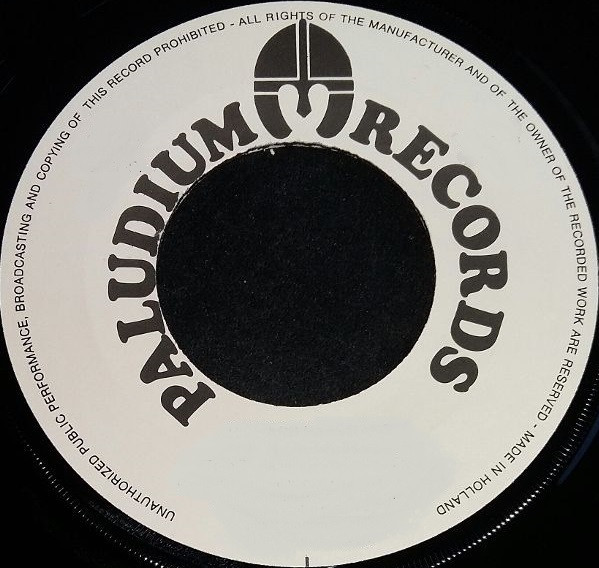 UNAUTHORIZED PUBLIC PERFORMANCE, BROADCASTING AND COPYING OF THIS RECORD PROHIBITED - ALL RIGHTS OF THE MANUFACTURER AND OF THE OWNER OF THE RECORDED WORK ARE RESERVED - MADE IN HOLLAND
PALUDIUM RECORDS